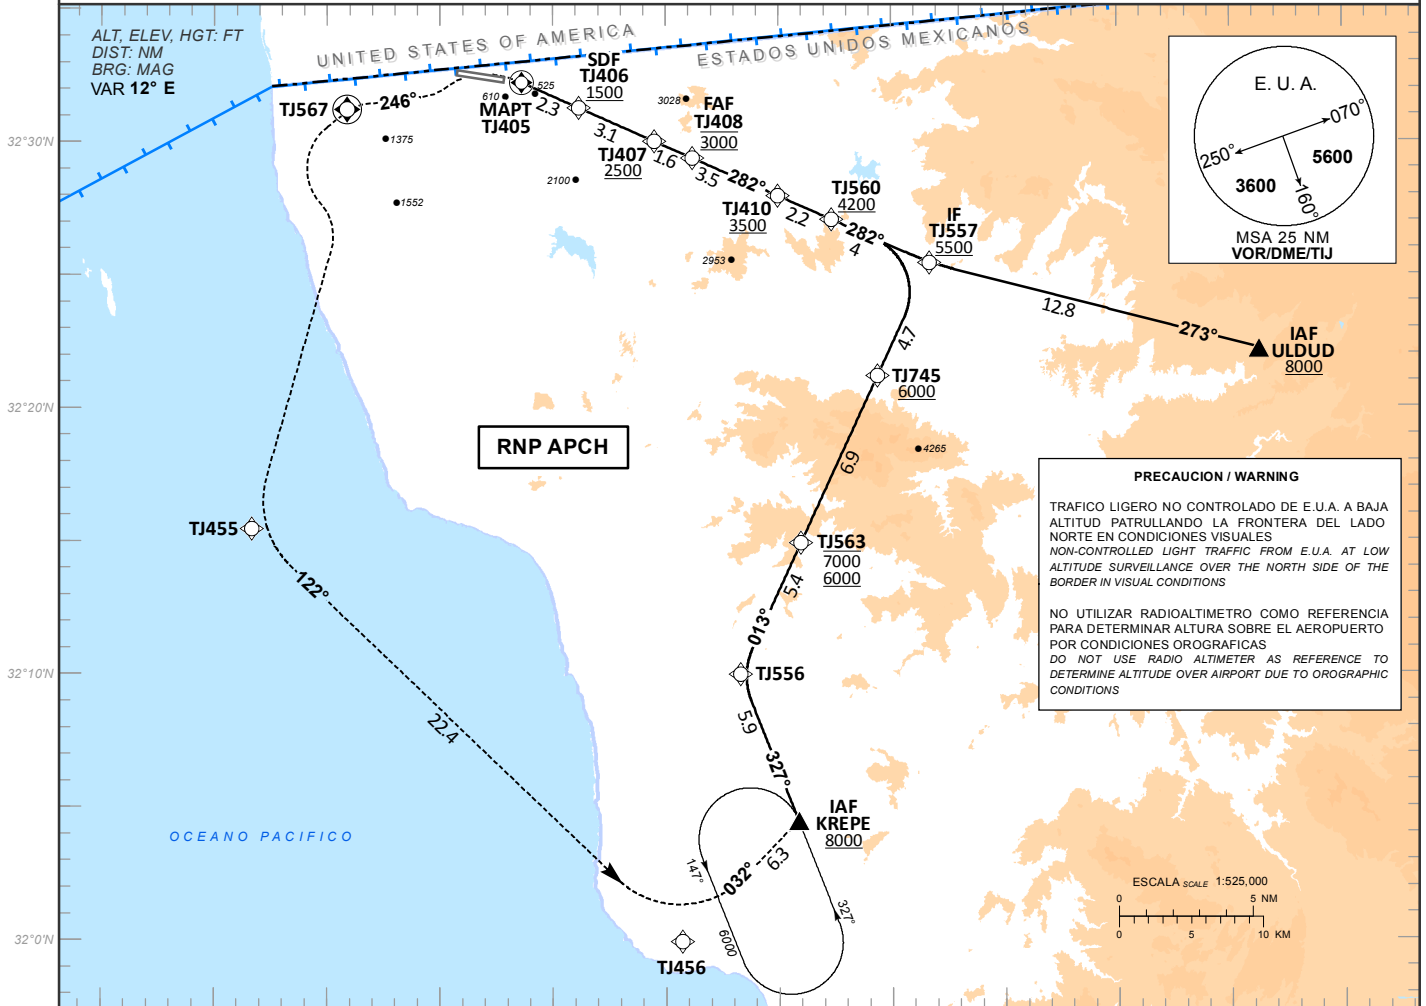 ALT, ELEV, HGT: FT
DIST: NM
BRG: MAG
VAR 12° E
UNITED STATES OF AMERICA
ESTADOS UNIDOS MEXICANOS
SDF
TJ406
1500
TJ567
246°
610
525
MAPT
TJ405
2.3
3.1
3028
FAF
TJ408
3000
1375
32°30'N
TJ407
2500
1.6
3.5
282°
2100
1552
TJ410
3500
2.2
TJ560
4200
282°
4
IF
TJ557
5500
2953
12.8
273°
IAF
ULDUD
8000
E. U. A.
070°
250°
5600
3600
160°
MSA 25 NM
VOR/DME/TIJ
4.7
TJ745
6000
32°20'N
RNP APCH
4265
6.9
TJ455
TJ563
7000
6000
5.4
122°
013°
32°10'N
TJ556
5.9
22.4
327°
IAF
KREPE
8000
OCEANO PACIFICO
147°
032°
6.3
327°
6000
32°0'N
TJ456
PRECAUCION / WARNING
TRAFICO LIGERO NO CONTROLADO DE E.U.A. A BAJA
ALTITUD PATRULLANDO LA FRONTERA DEL LADO
NORTE EN CONDICIONES VISUALES
NON-CONTROLLED LIGHT TRAFFIC FROM E.U.A. AT LOW
ALTITUDE SURVEILLANCE OVER THE NORTH SIDE OF THE
BORDER IN VISUAL CONDITIONS
NO UTILIZAR RADIOALTIMETRO COMO REFERENCIA
PARA DETERMINAR ALTURA SOBRE EL AEROPUERTO
POR CONDICIONES OROGRAFICAS
DO NOT USE RADIO ALTIMETER AS REFERENCE TO
DETERMINE ALTITUDE OVER AIRPORT DUE TO OROGRAPHIC
CONDITIONS
ESCALA SCALE 1:525,000
0 5 NM
0 5 10 KM